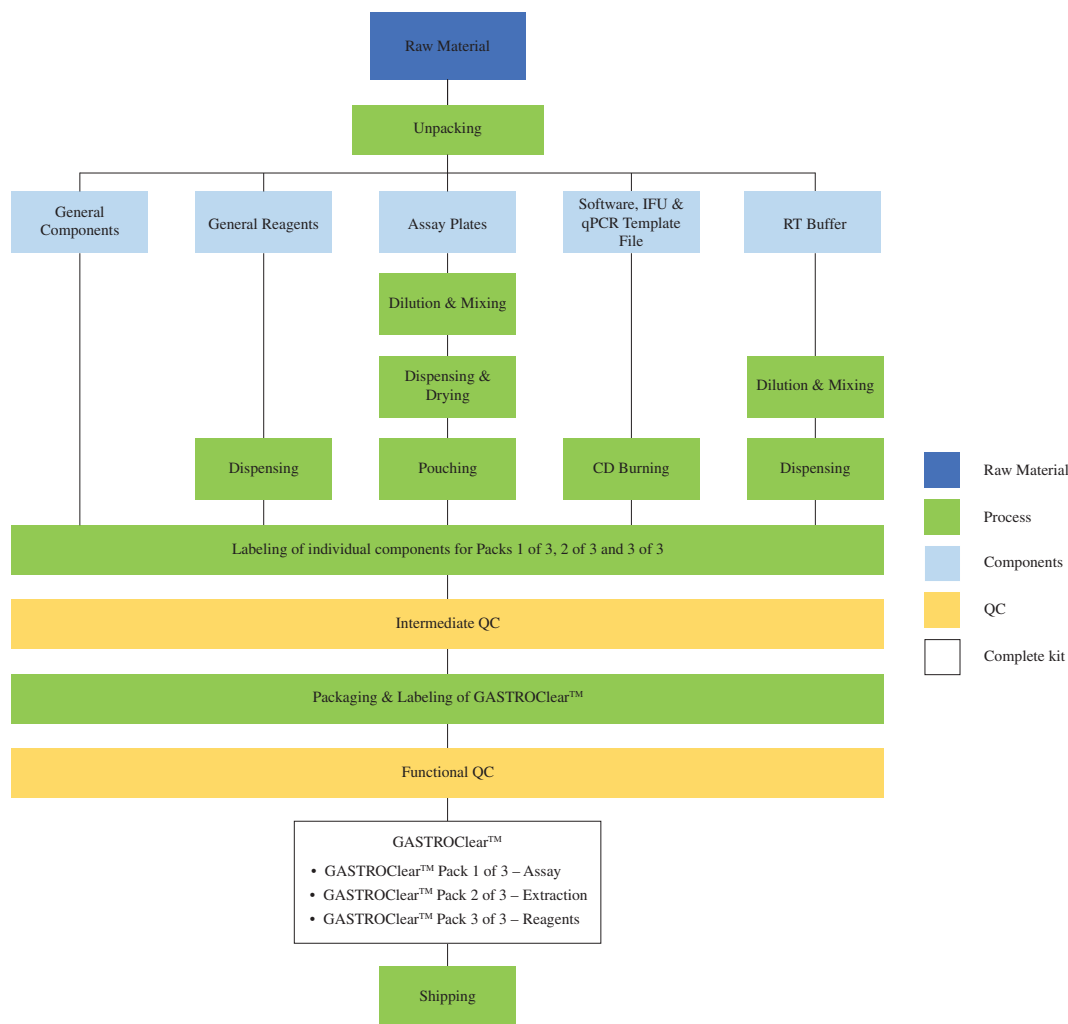 Raw Material
Unpacking
General
Components
General Reagents
Assay Plates
Software, IFU &
qPCR Template
File
RT Buffer
Dilution & Mixing
Dispensing &
Drying
Dilution & Mixing
Dispensing
Pouching
CD Burning
Dispensing
Labeling of individual components for Packs 1 of 3, 2 of 3 and 3 of 3
Intermediate QC
Packaging & Labeling of GASTROClear™
Functional QC
GASTROClear™
• GASTROClear™ Pack 1 of 3 – Assay
• GASTROClear™ Pack 2 of 3 – Extraction
• GASTROClear™ Pack 3 of 3 – Reagents
Shipping
Raw Material
Process
Components
QC
Complete kit